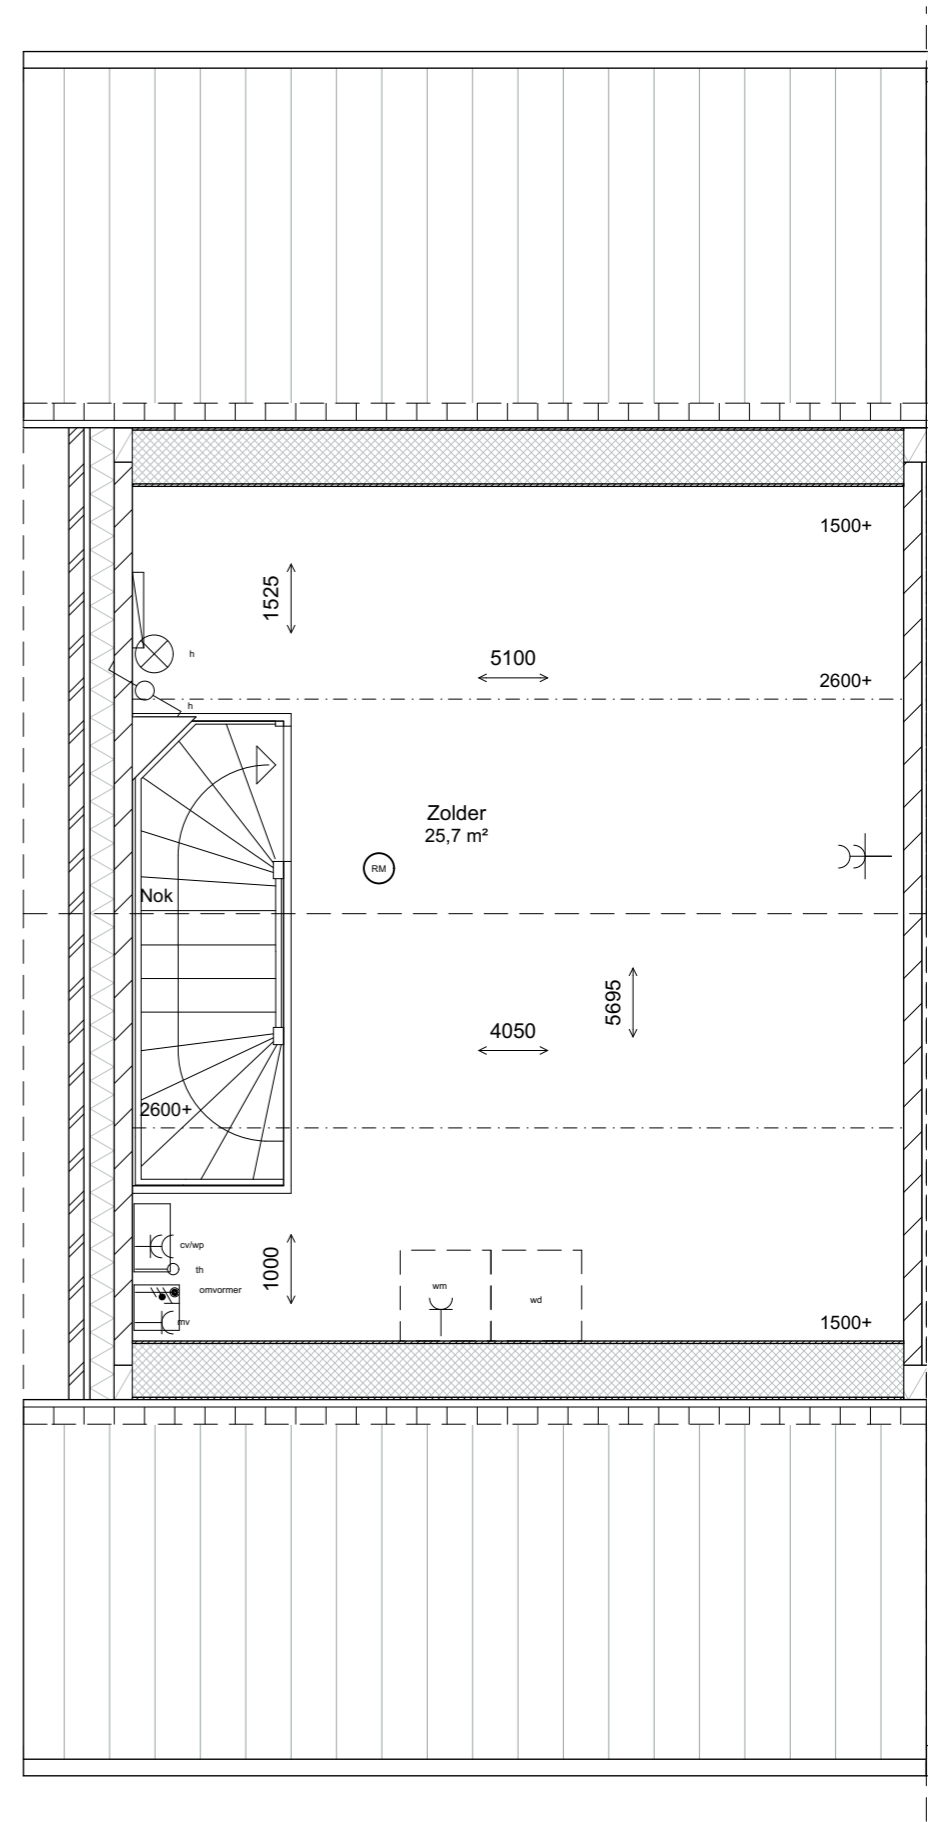 1500+
1525
h
5100
2600+
h
Zolder
25,7 m²
RM
Nok
5695
4050
2600+
cv/wp
1000
th
omvormer
wm
wd
mv
1500+